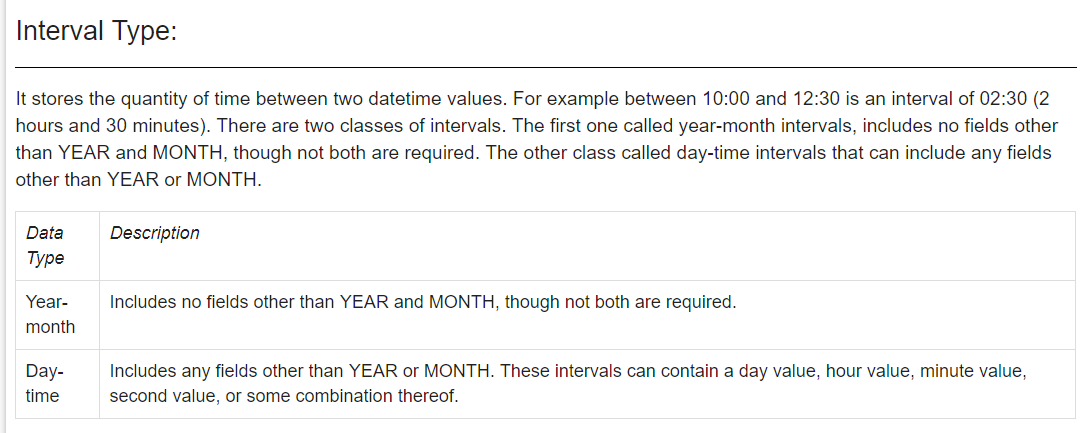 Interval Type:
It stores the quantity of time between two datetime values. For example between 10:00 and 12:30 is an interval of 02:30 (2
hours and 30 minutes). There are two classes of intervals. The first one called year-month intervals, includes no fields other
than YEAR and MONTH, though not both are required. The other class called day-time intervals that can include any fields
other than YEAR or MONTH.
Data
Type
Description
Year-
month
Includes no fields other than YEAR and MONTH, though not both are required.
Day-
time
Includes any fields other than YEAR or MONTH. These intervals can contain a day value, hour value, minute value,
second value, or some combination thereof.